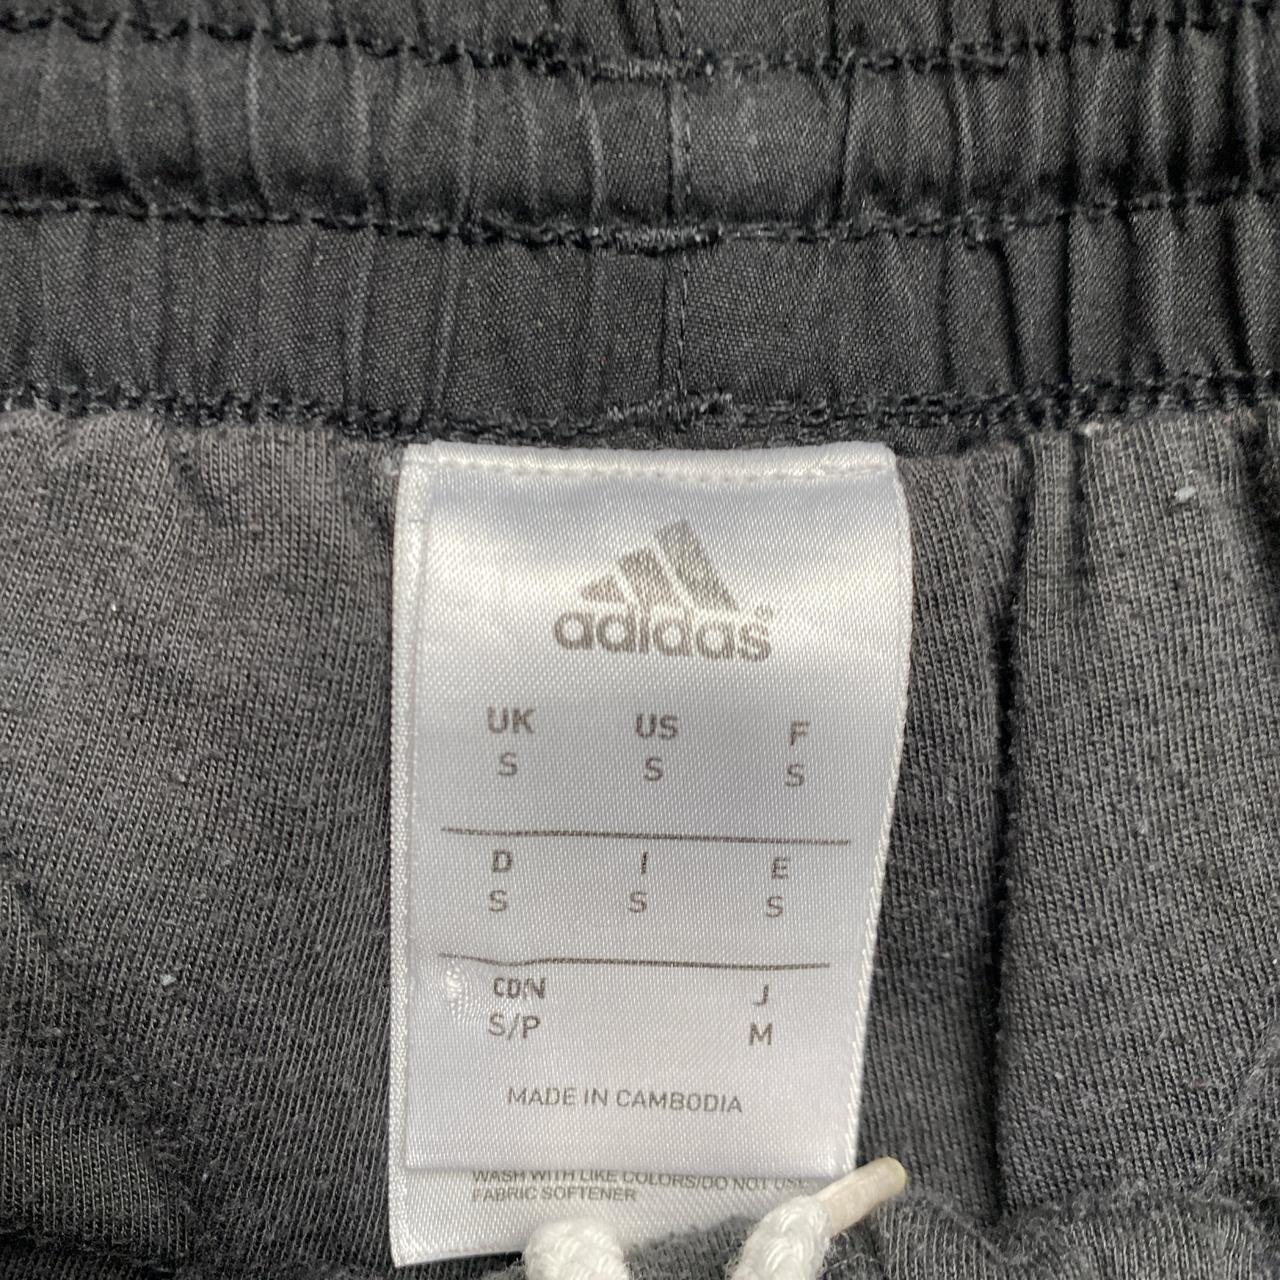 adidas®
UK US F
S S S
D I E
S S S
CDN J
S/P M
MADE IN CAMBODIA
WASH WITH LIKE COLORS/DO NOT USE
FABRIC SOFTENER